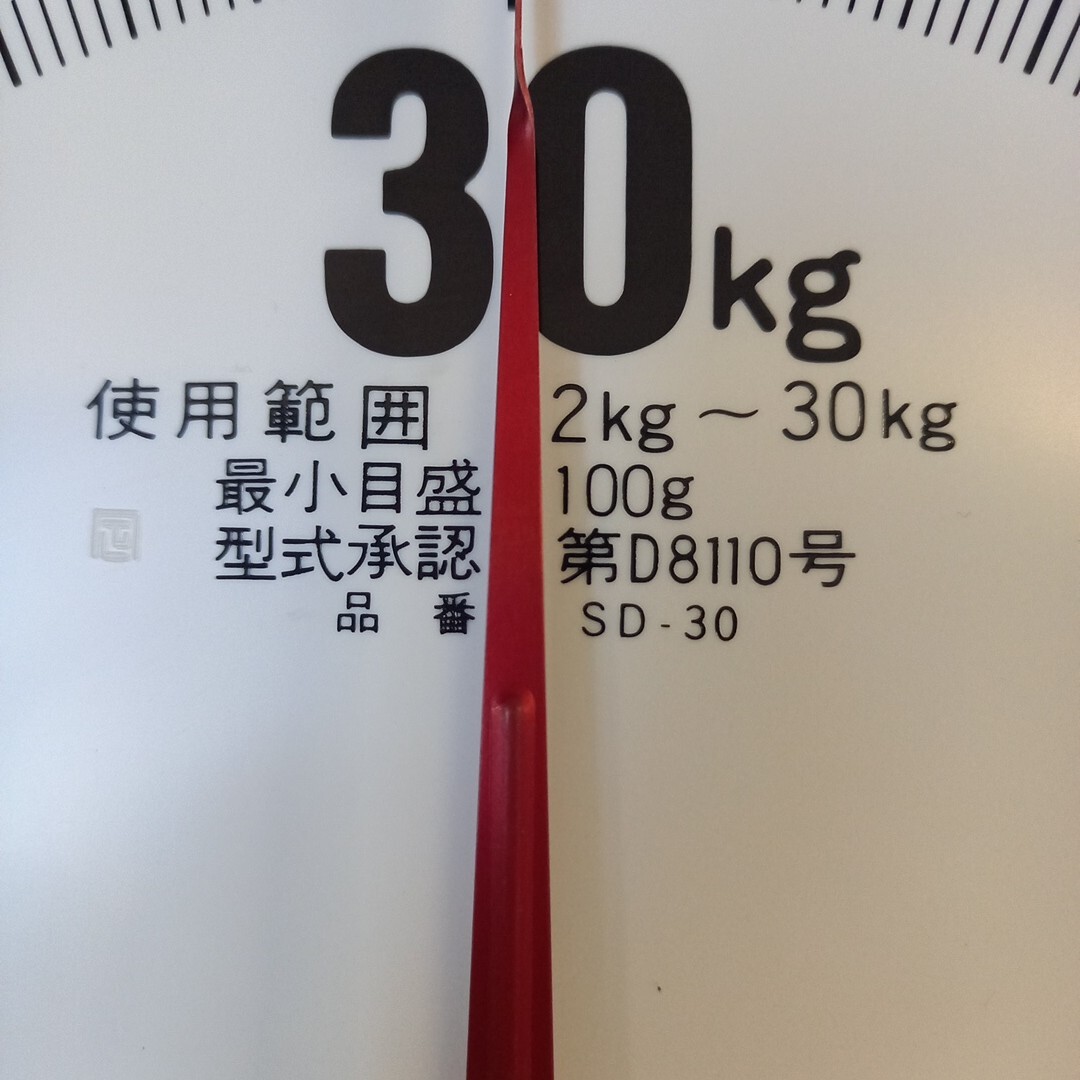 30kg
使用範囲 2kg～30kg
最小目盛 100g
型式承認 第D8110号
品番 SD-30
正